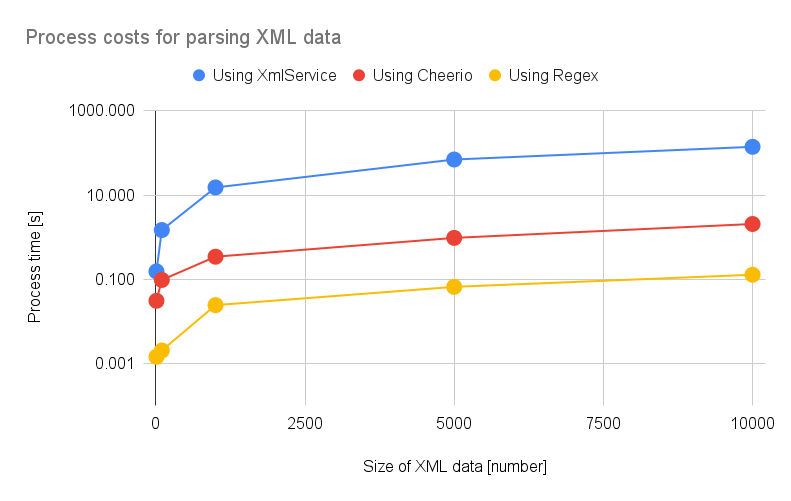 Process costs for parsing XML data
Using XmlService
Using Cheerio
Using Regex
1000.000
10.000
0.100
0.001
Process time [s]
0
2500
5000
7500
10000
Size of XML data [number]